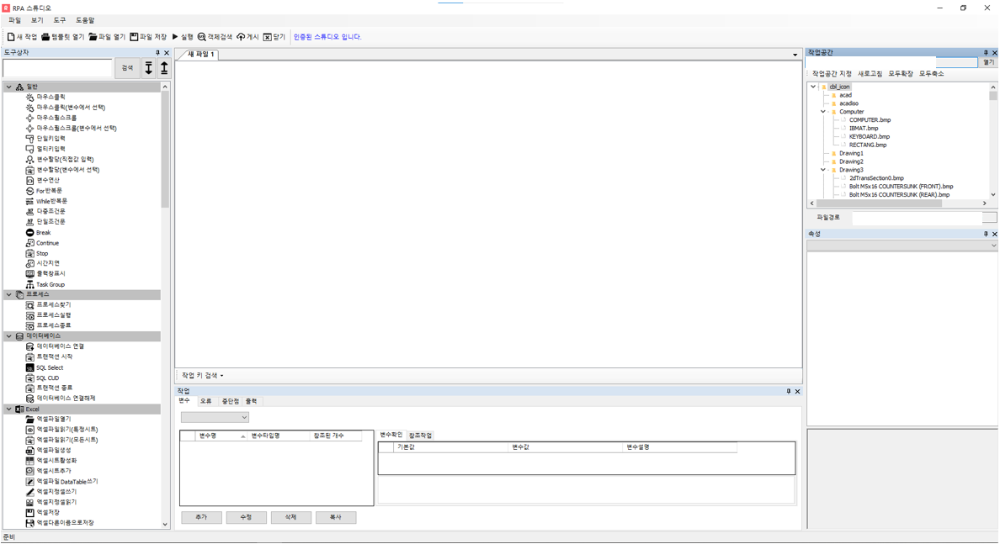 RPA 스튜디오
파일 보기 도구 도움말
새 작업 템플릿 열기 파일 열기 파일 저장 실행 객체검색 게시 닫기 인증된 스튜디오 입니다.
도구상자
검색
일반
마우스클릭
마우스클릭(변수에서 선택)
마우스휠스크롤
마우스휠스크롤(변수에서 선택)
단일키입력
멀티키입력
변수할당(직접값 입력)
변수할당(변수에서 선택)
변수연산
For반복문
While반복문
다중조건문
단일조건문
Break
Continue
Stop
시간지연
출력창표시
Task Group
프로세스
프로세스찾기
프로세스실행
프로세스종료
데이터베이스
데이터베이스 연결
트랜잭션 시작
SQL Select
SQL CUD
트랜잭션 종료
데이터베이스 연결해제
Excel
엑셀파일열기
엑셀파일읽기(특정시트)
엑셀파일읽기(모든시트)
엑셀파일생성
엑셀시트활성화
엑셀시트추가
엑셀파일 DataTable쓰기
엑셀지정셀쓰기
엑셀지정셀읽기
엑셀저장
엑셀다른이름으로저장
준비
새 파일 1
작업 키 검색
작업
변수 오류 중단점 출력
변수명 변수타입명 참조된 개수
추가 수정 삭제 복사
변수확인 참조작업
기본값 변수값 변수설명
작업공간
열기
작업공간 지정 새로고침 모두확장 모두축소
cbl_icon
acad
acadiso
Computer
COMPUTER.bmp
IBMAT.bmp
KEYBOARD.bmp
RECTANG.bmp
Drawing1
Drawing2
Drawing3
2dTransSection0.bmp
Bolt M5x16 COUNTERSUNK (FRONT).bmp
Bolt M5x16 COUNTERSUNK (REAR).bmp
파일경로
속성